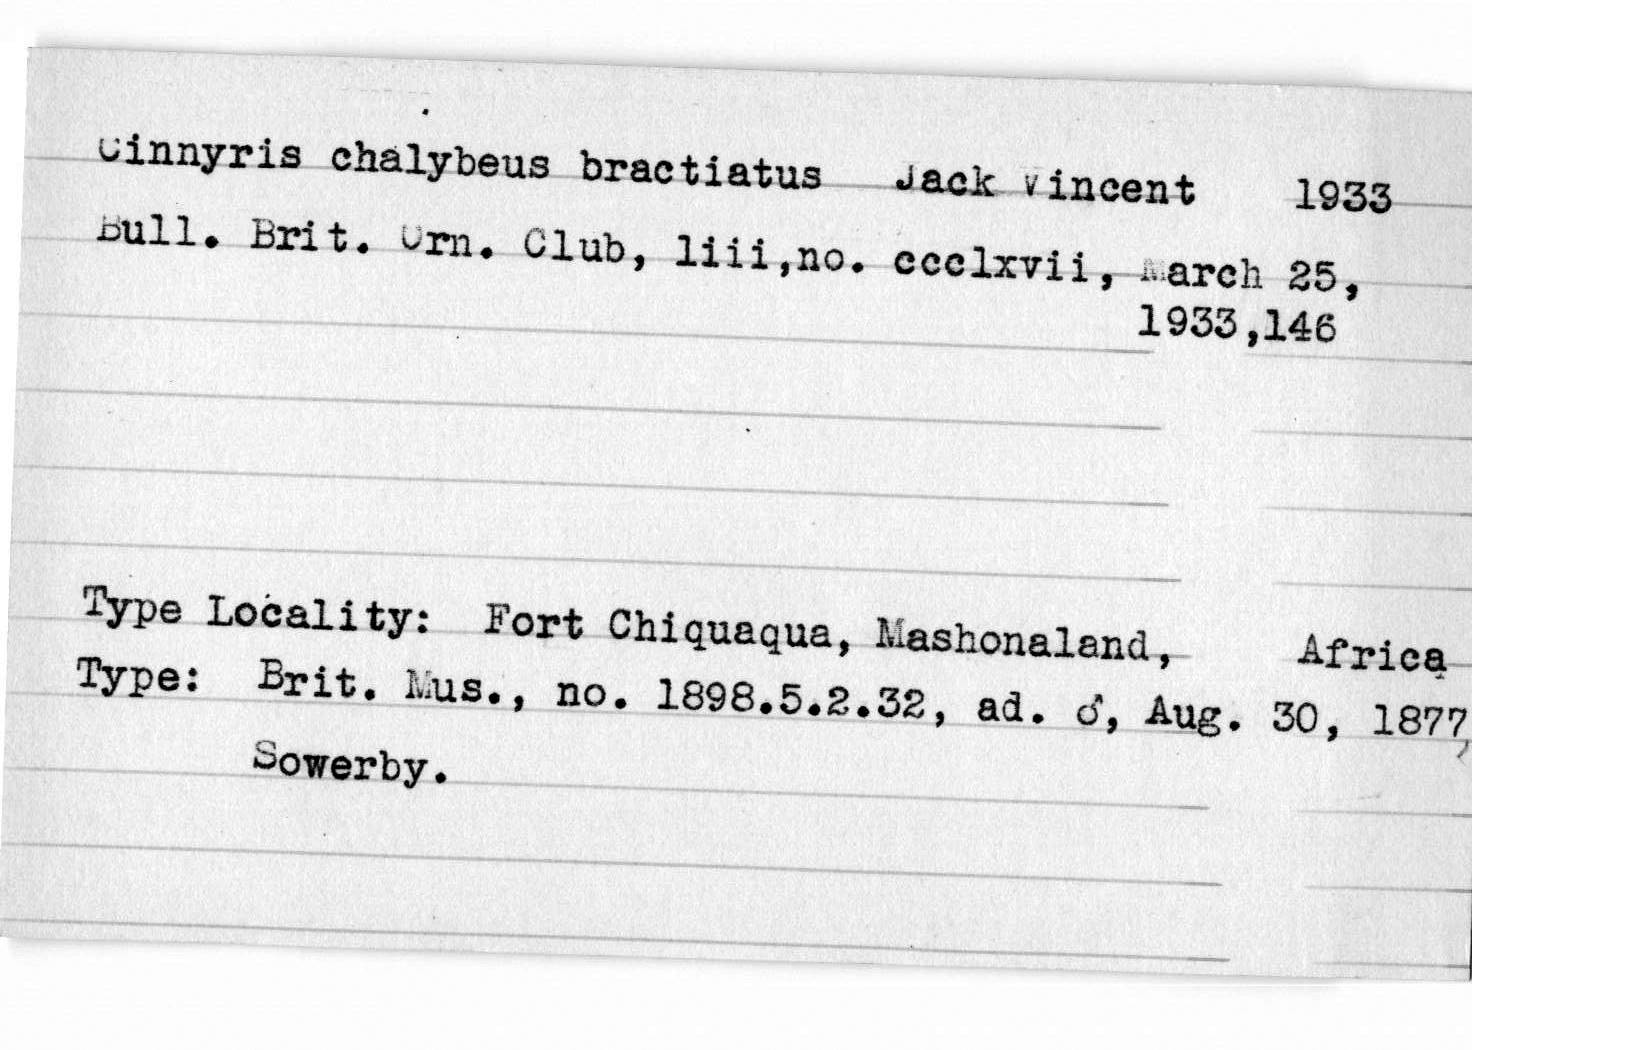 Cinnyris chalybeus bractiatus Jack Vincent 1933
Bull. Brit. Orn. Club, liii,no. ccclxvii, March 25,
1933,146
Type Locality: Fort Chiquaqua, Mashonaland, Africa
Type: Brit. Mus., no. 1898.5.2.32, ad. ♂, Aug. 30, 1877,
Sowerby.